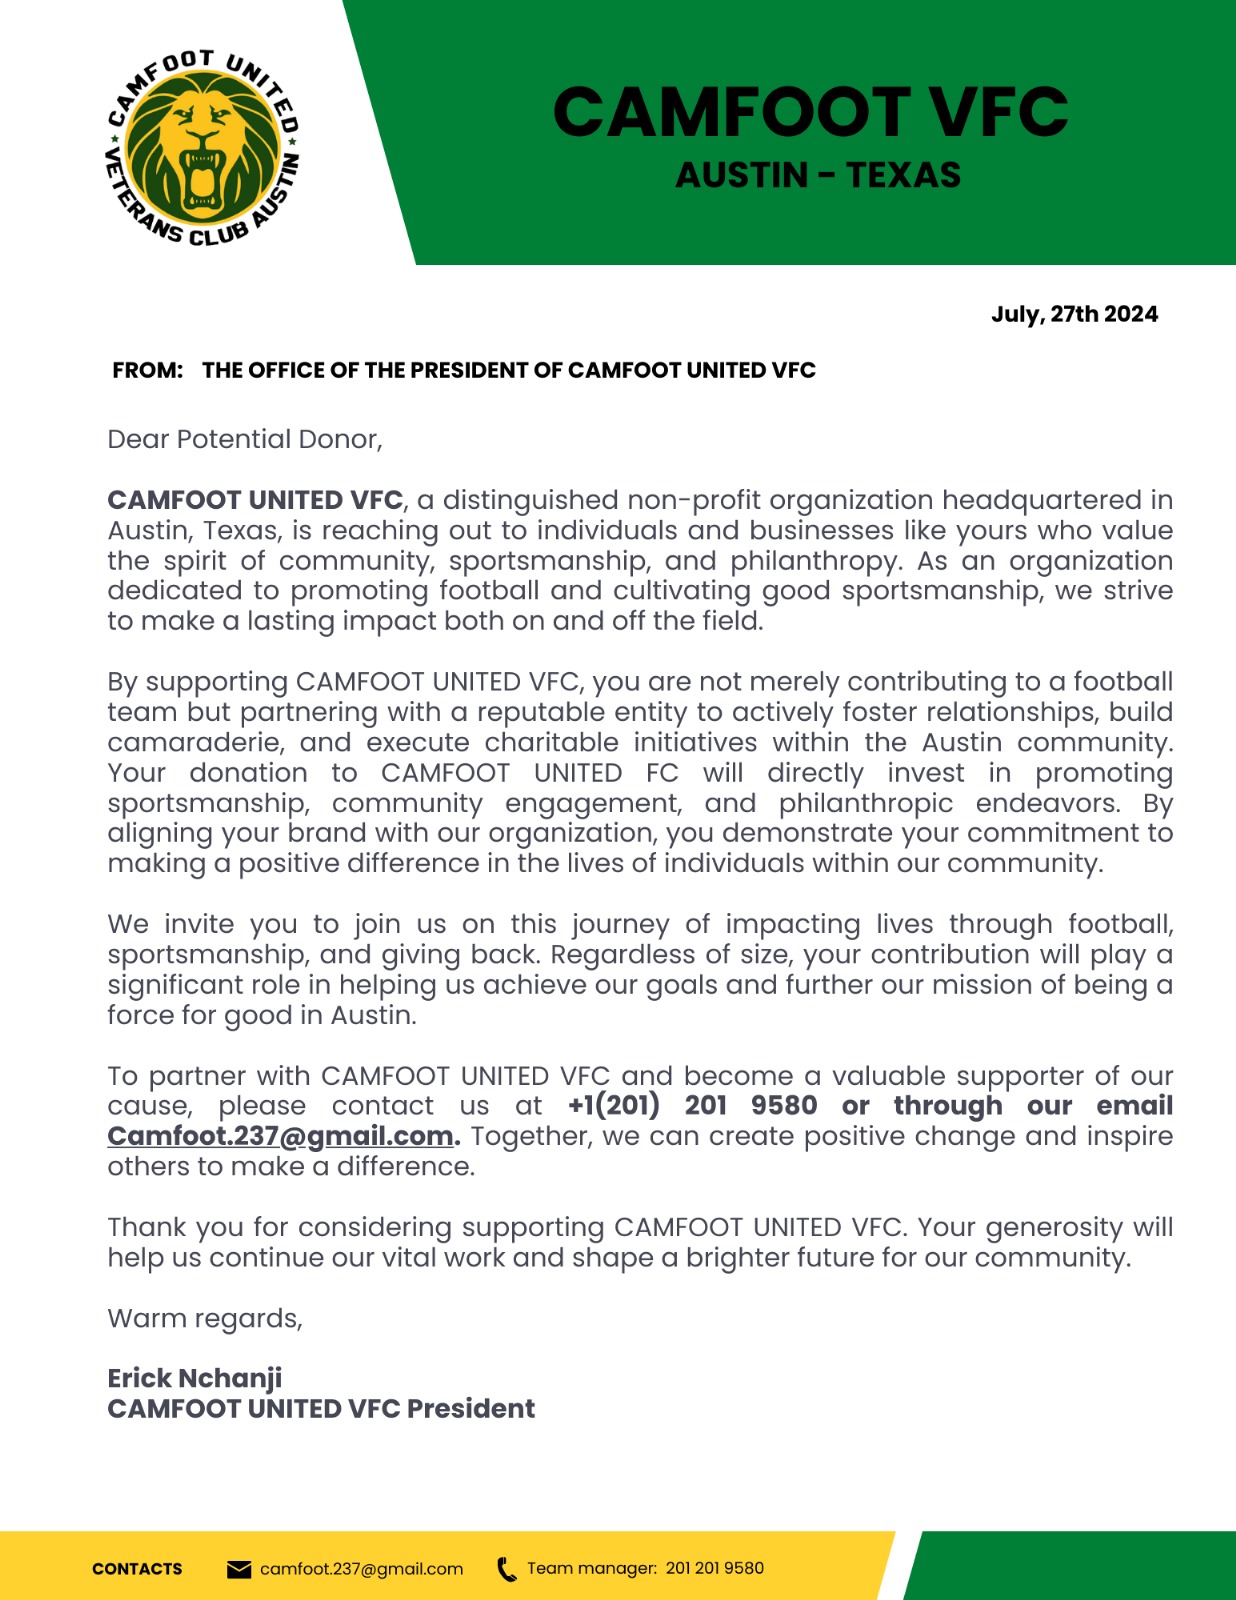 CAMFOOT UNITED
VETERANS CLUB AUSTIN
CAMFOOT VFC
AUSTIN - TEXAS
July, 27th 2024
FROM: THE OFFICE OF THE PRESIDENT OF CAMFOOT UNITED VFC
Dear Potential Donor,
CAMFOOT UNITED VFC, a distinguished non-profit organization headquartered in
Austin, Texas, is reaching out to individuals and businesses like yours who value
the spirit of community, sportsmanship, and philanthropy. As an organization
dedicated to promoting football and cultivating good sportsmanship, we strive
to make a lasting impact both on and off the field.
By supporting CAMFOOT UNITED VFC, you are not merely contributing to a football
team but partnering with a reputable entity to actively foster relationships, build
camaraderie, and execute charitable initiatives within the Austin community.
Your donation to CAMFOOT UNITED FC will directly invest in promoting
sportsmanship, community engagement, and philanthropic endeavors. By
aligning your brand with our organization, you demonstrate your commitment to
making a positive difference in the lives of individuals within our community.
We invite you to join us on this journey of impacting lives through football,
sportsmanship, and giving back. Regardless of size, your contribution will play a
significant role in helping us achieve our goals and further our mission of being a
force for good in Austin.
To partner with CAMFOOT UNITED VFC and become a valuable supporter of our
cause, please contact us at +1(201) 201 9580 or through our email
Camfoot.237@gmail.com. Together, we can create positive change and inspire
others to make a difference.
Thank you for considering supporting CAMFOOT UNITED VFC. Your generosity will
help us continue our vital work and shape a brighter future for our community.
Warm regards,
Erick Nchanji
CAMFOOT UNITED VFC President
CONTACTS camfoot.237@gmail.com Team manager: 201 201 9580